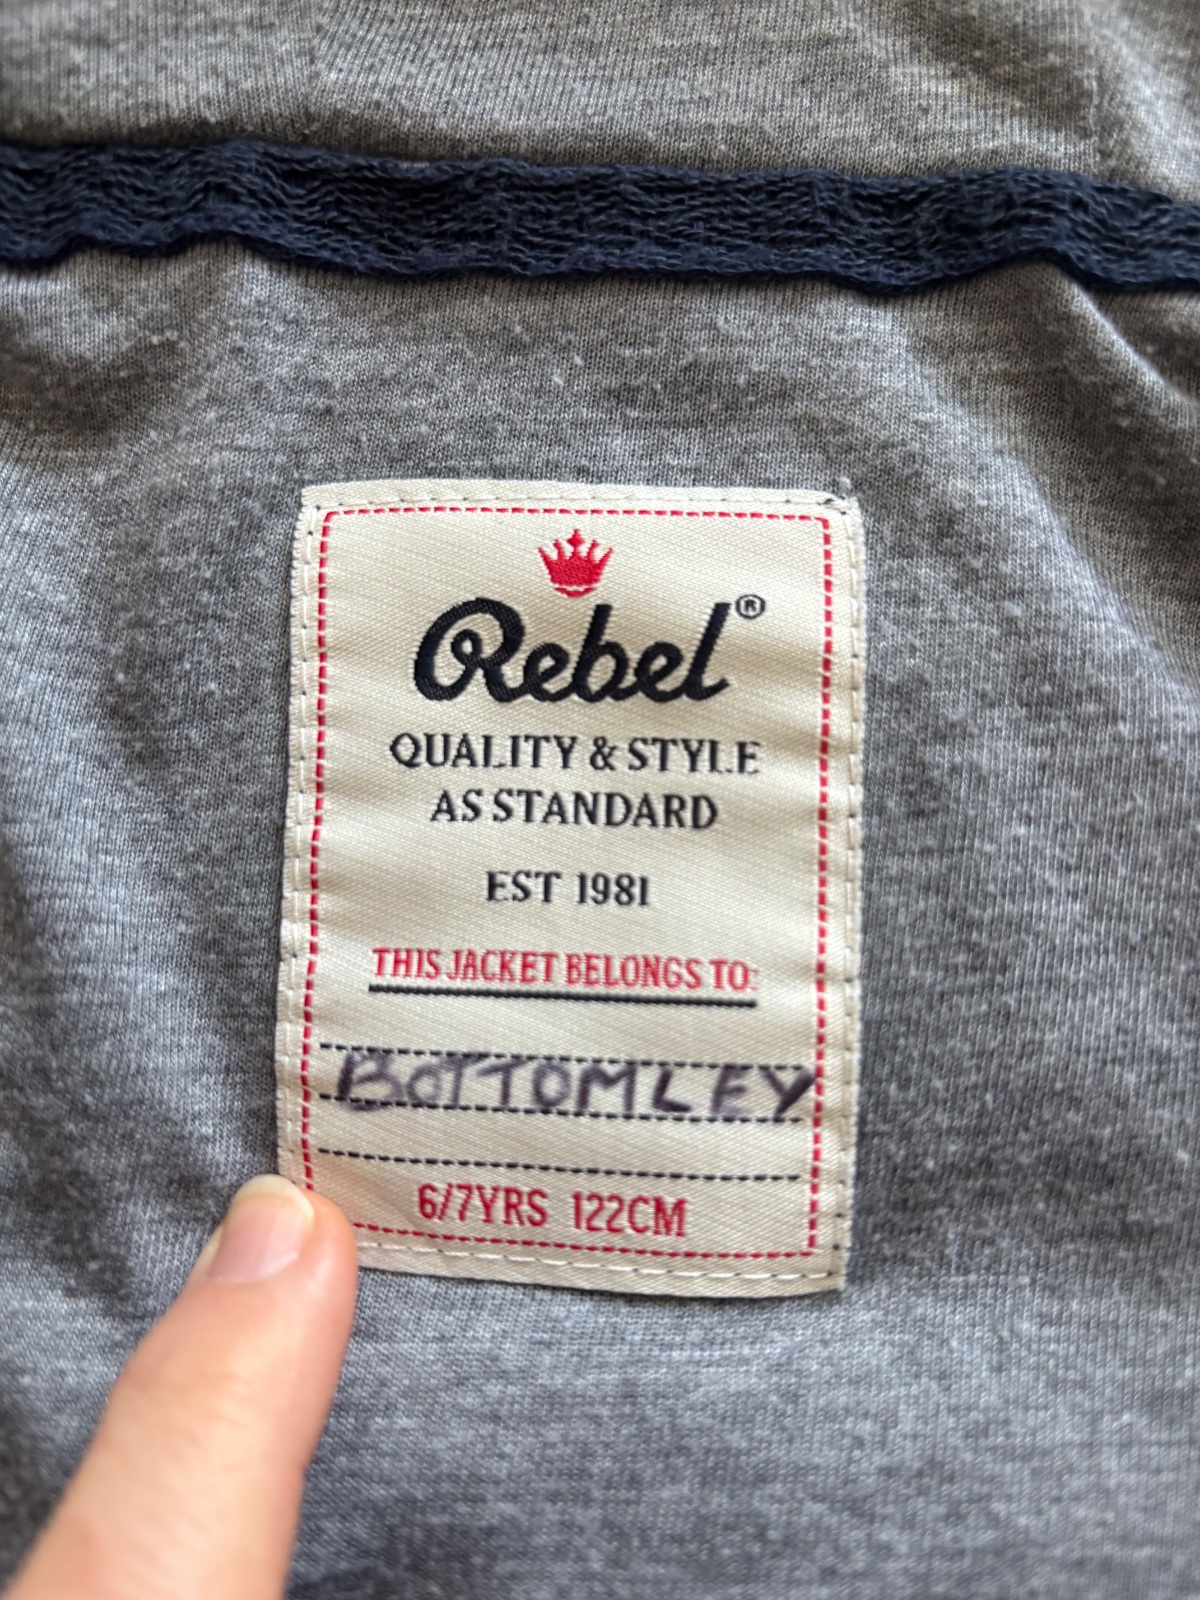 Rebel®
QUALITY & STYLE
AS STANDARD
EST 1981
THIS JACKET BELONGS TO:
BOTTOMLEY
6/7YRS 122CM